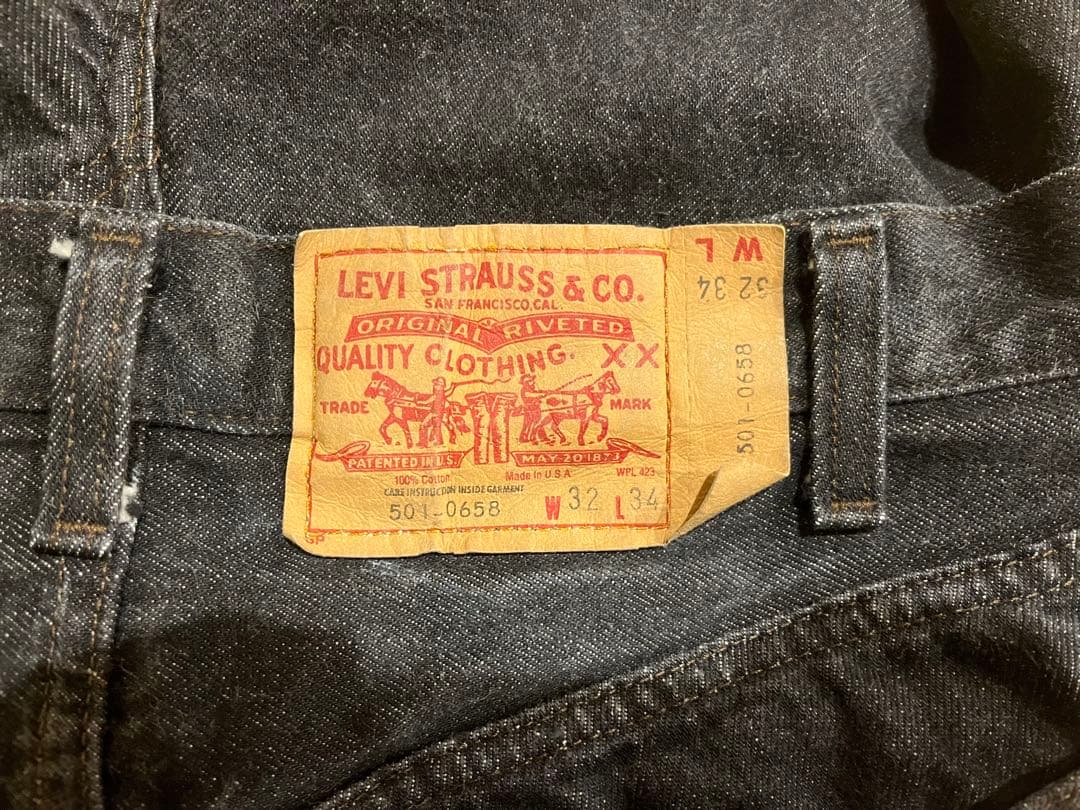 LEVI STRAUSS & CO.
SAN FRANCISCO, CAL.
ORIGINAL RIVETED
QUALITY CLOTHING. XX
TRADE MARK
PATENTED IN U.S. MAY 20 1873
100% Cotton Made in U S A WPL 423
CARE INSTRUCTION INSIDE GARMENT
501-0658 W 32 L 34
GP
W L
32 34
501-0658